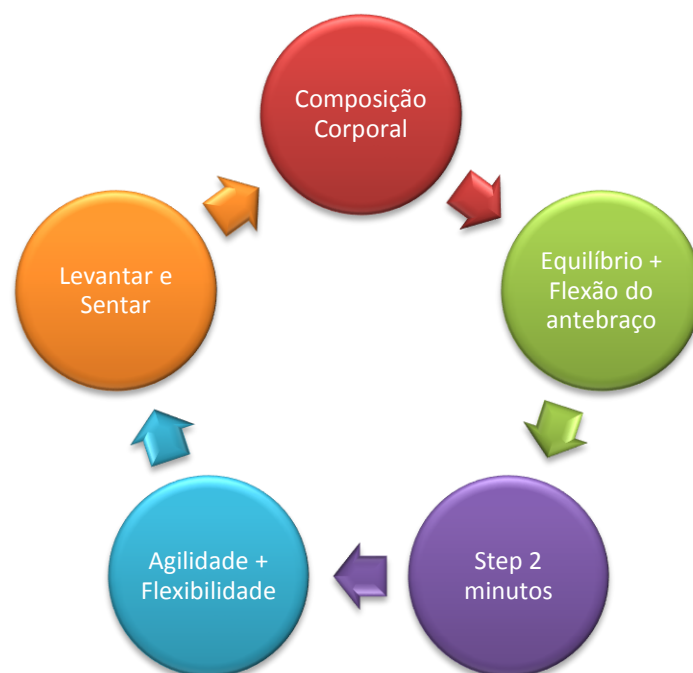 Composição
Corporal
Equilíbrio +
Flexão do
antebraço
Step 2
minutos
Agilidade +
Flexibilidade
Levantar e
Sentar